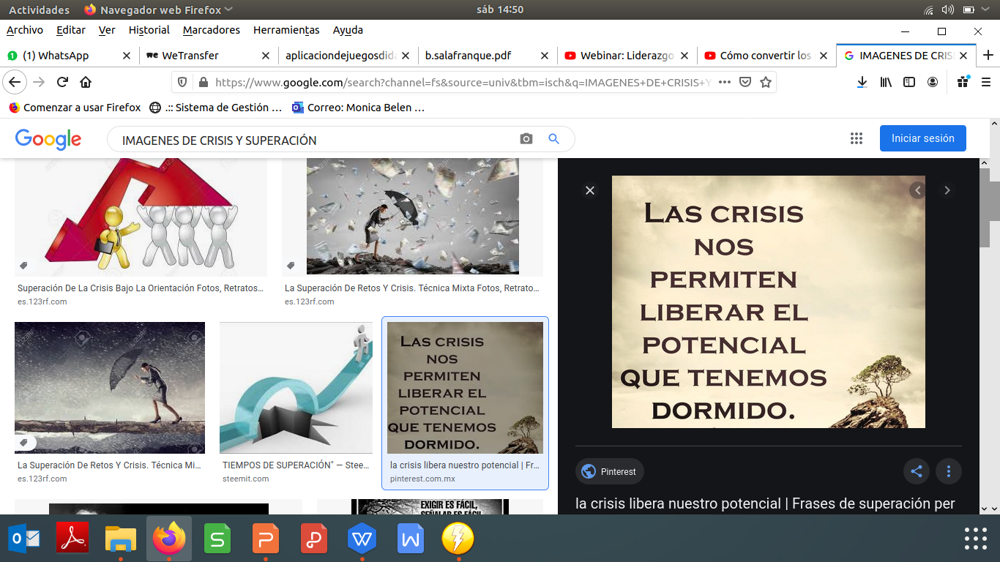 Actividades Navegador web Firefox sáb 14:50
Archivo Editar Ver Historial Marcadores Herramientas Ayuda
(1) WhatsApp WeTransfer aplicaciondejuegosdid b.salafranque.pdf Webinar: Liderazgo Cómo convertir los IMAGENES DE CRIS
https://www.google.com/search?channel=fs&source=univ&tbm=isch&q=IMAGENES+DE+CRISIS+Y
Comenzar a usar Firefox .:: Sistema de Gestión … Correo: Monica Belen …
Google IMAGENES DE CRISIS Y SUPERACIÓN Iniciar sesión
Superación De La Crisis Bajo La Orientación Fotos, Retratos...
es.123rf.com
La Superación De Retos Y Crisis. Técnica Mixta Fotos, Retrato...
es.123rf.com
La Superación De Retos Y Crisis. Técnica Mi...
es.123rf.com
TIEMPOS DE SUPERACIÓN" — Stee...
steemit.com
LAS CRISIS
NOS
PERMITEN
LIBERAR EL
POTENCIAL
QUE TENEMOS
DORMIDO.
la crisis libera nuestro potencial | Fr...
pinterest.com.mx
EXIGIR ES FÁCIL,
SEÑALAR ES FÁCIL
LAS CRISIS
NOS
PERMITEN
LIBERAR EL
POTENCIAL
QUE TENEMOS
DORMIDO.
Pinterest
la crisis libera nuestro potencial | Frases de superación per